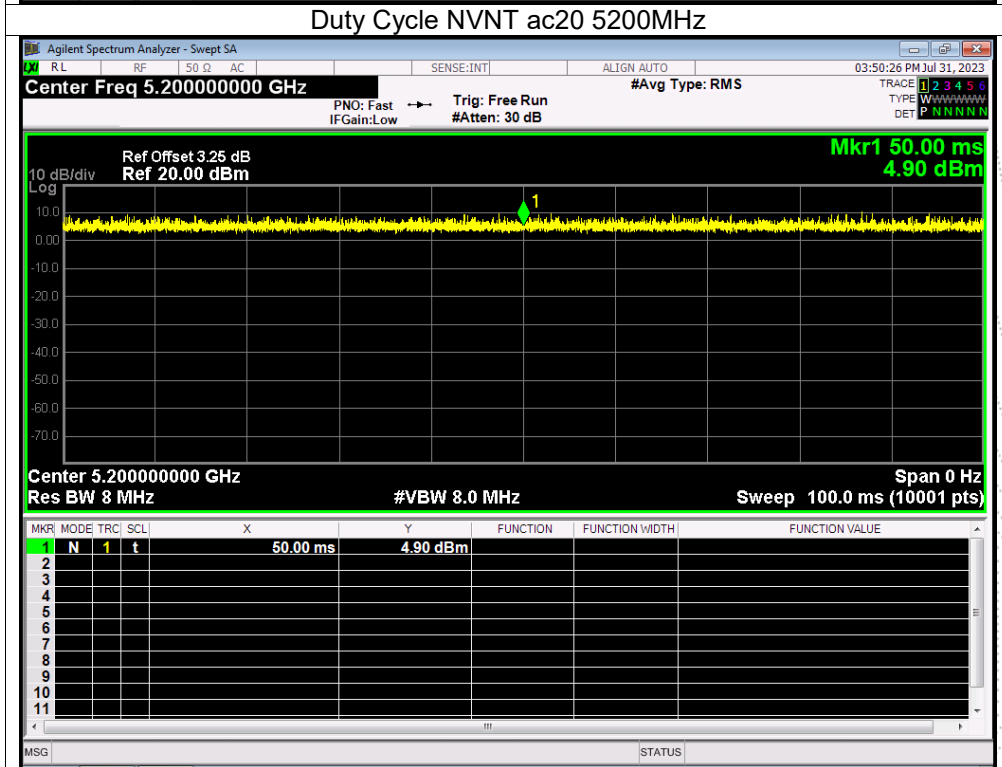 Duty Cycle NVNT ac20 5200MHz
Agilent Spectrum Analyzer - Swept SA
LXI RL RF 50 Ω AC SENSE:INT ALIGN AUTO 03:50:26 PM Jul 31, 2023
Center Freq 5.200000000 GHz #Avg Type: RMS TRACE 1 2 3 4 5 6
PNO: Fast Trig: Free Run TYPE WWWWWW
IFGain:Low #Atten: 30 dB DET P N N N N N
Mkr1 50.00 ms
Ref Offset 3.25 dB
10 dB/div Ref 20.00 dBm 4.90 dBm
Log
1
10.0
0.00
-10.0
-20.0
-30.0
-40.0
-50.0
-60.0
-70.0
Center 5.200000000 GHz Span 0 Hz
Res BW 8 MHz #VBW 8.0 MHz Sweep 100.0 ms (10001 pts)
MKR MODE TRC SCL X Y FUNCTION FUNCTION WIDTH FUNCTION VALUE
1 N 1 t 50.00 ms 4.90 dBm
2
3
4
5
6
7
8
9
10
11
MSG STATUS